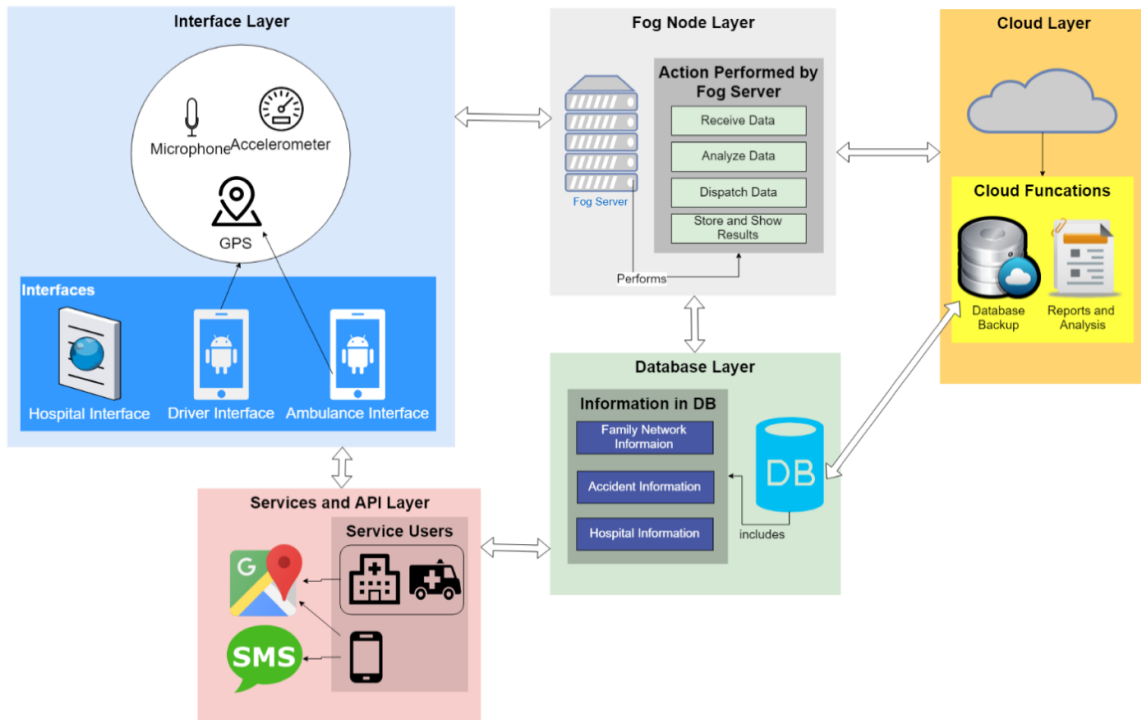 Interface Layer
Microphone
Accelerometer
GPS
Interfaces
Hospital Interface
Driver Interface
Ambulance Interface
Fog Node Layer
Fog Server
Action Performed by
Fog Server
Receive Data
Analyze Data
Dispatch Data
Store and Show
Results
Performs
Cloud Layer
Cloud Funcations
Database
Backup
Reports and
Analysis
Database Layer
Information in DB
Family Network
Informaion
Accident Information
Hospital Information
DB
includes
Services and API Layer
Service Users
G
SMS